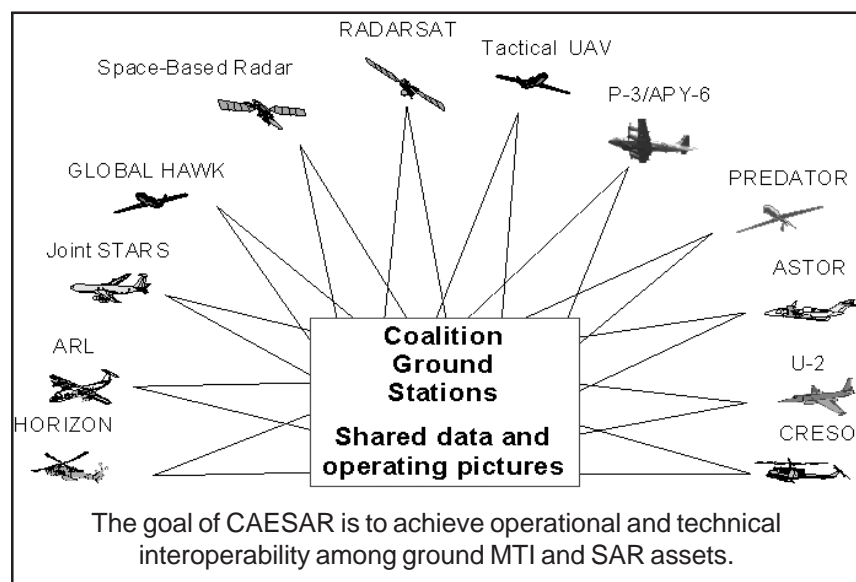 RADARSAT
Tactical UAV
Space-Based Radar
P-3/APY-6
GLOBAL HAWK
PREDATOR
Joint STARS
ASTOR
ARL
U-2
HORIZON
CRESO
Coalition
Ground
Stations
Shared data and
operating pictures
The goal of CAESAR is to achieve operational and technical
interoperability among ground MTI and SAR assets.